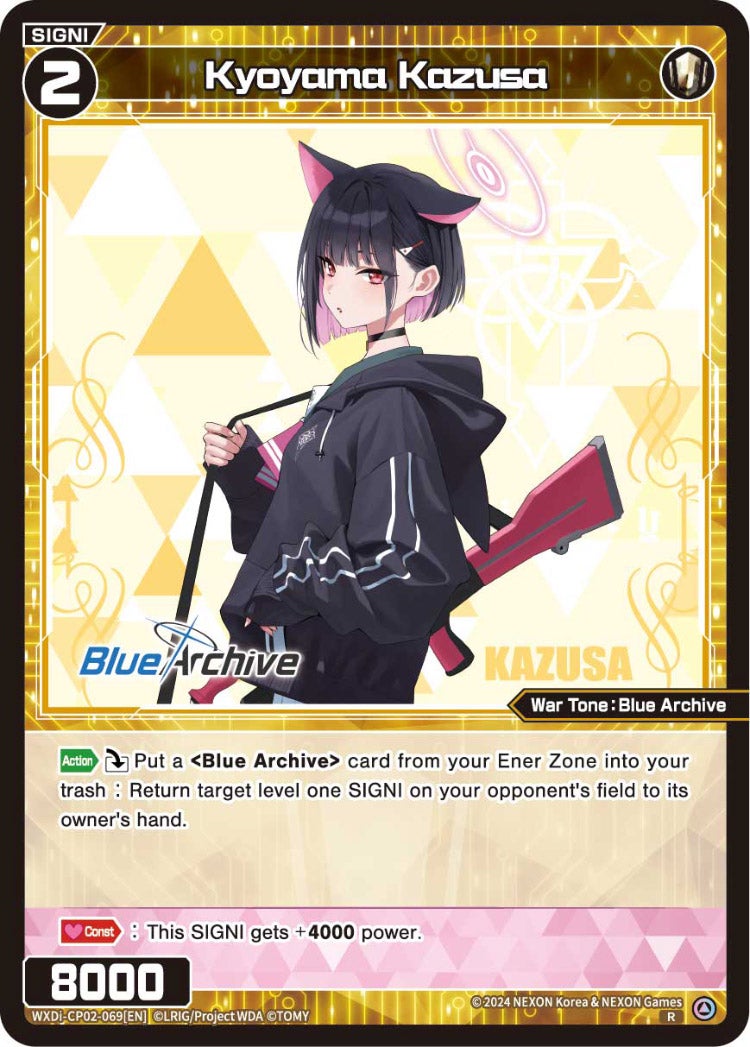 SIGNI
2
Kyoyama Kazusa
Blue Archive
KAZUSA
War Tone:Blue Archive
Action Put a <Blue Archive> card from your Ener Zone into your
trash : Return target level one SIGNI on your opponent's field to its
owner's hand.
Const : This SIGNI gets +4000 power.
8000
©2024 NEXON Korea & NEXON Games
WXDi-CP02-069[EN] ©LRIG/Project WDA ©TOMY
R